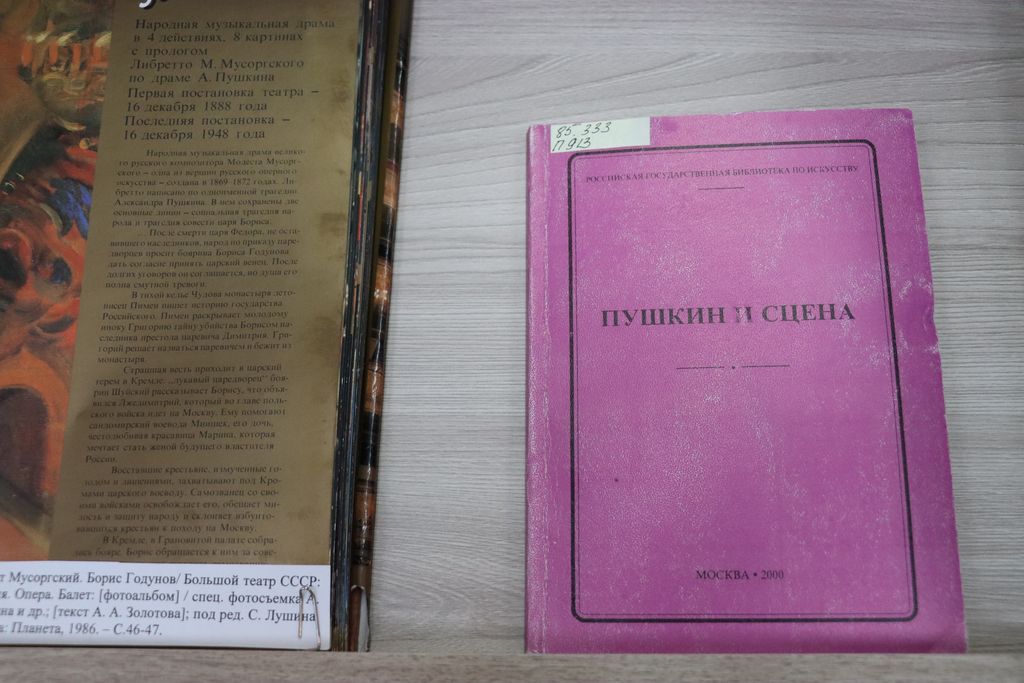 Народная музыкальная драма
в 4 действиях, 8 картинах
с прологом
Либретто М. Мусоргского
по драме А. Пушкина
Первая постановка театра –
16 декабря 1888 года
Последняя постановка –
16 декабря 1948 года
Народная музыкальная драма велико-
го русского композитора Модеста Мусорг-
ского – одна из вершин русского оперного
искусства – создана в 1869–1872 годах. Ли-
бретто написано по одноименной трагедии
Александра Пушкина. В нем сохранены две
основные линии – социальная трагедия на-
рода и трагедия совести царя Бориса.
После смерти царя Федора, не оста-
вившего наследников, народ по приказу царе-
дворцев просит боярина Бориса Годунова
дать согласие принять царский венец. После
долгих уговоров он соглашается, но душа его
полна смутной тревоги.
В тихой келье Чудова монастыря лето-
писец Пимен пишет историю государства
Российского. Пимен раскрывает молодому
иноку Григорию тайну убийства Борисом на-
следника престола царевича Димитрия. Гри-
горий решает назваться царевичем и бежит из
монастыря.
Страшная весть приходит в царский
терем в Кремле: „лукавый царедворец" боя-
рин Шуйский рассказывает Борису, что объя-
вился Лжедимитрий, который во главе поль-
ского войска идет на Москву. Ему помогают
сандомирский воевода Мнишек, его дочь,
честолюбивая красавица Марина, которая
мечтает стать женой будущего властителя
России.
Восставшие крестьяне, измученные го-
лодом и лишениями, захватывают под Кро-
мами царского воеводу. Самозванец со сво-
ими войсками освобождает его, обещает ми-
лость и защиту народу и склоняет взбунто-
вавшихся крестьян к походу на Москву.
В Кремле, в Грановитой палате собра-
лись бояре. Борис обращается к ним за сове-
т Мусоргский. Борис Годунов/ Большой театр СССР:
я. Опера. Балет: [фотоальбом] / спец. фотосъемка А.
на и др.; [текст А. А. Золотова]; под ред. С. Лушина
а: Планета, 1986. – С.46-47.
85.333
П913
РОССИЙСКАЯ ГОСУДАРСТВЕННАЯ БИБЛИОТЕКА ПО ИСКУССТВУ
ПУШКИН И СЦЕНА
МОСКВА • 2000